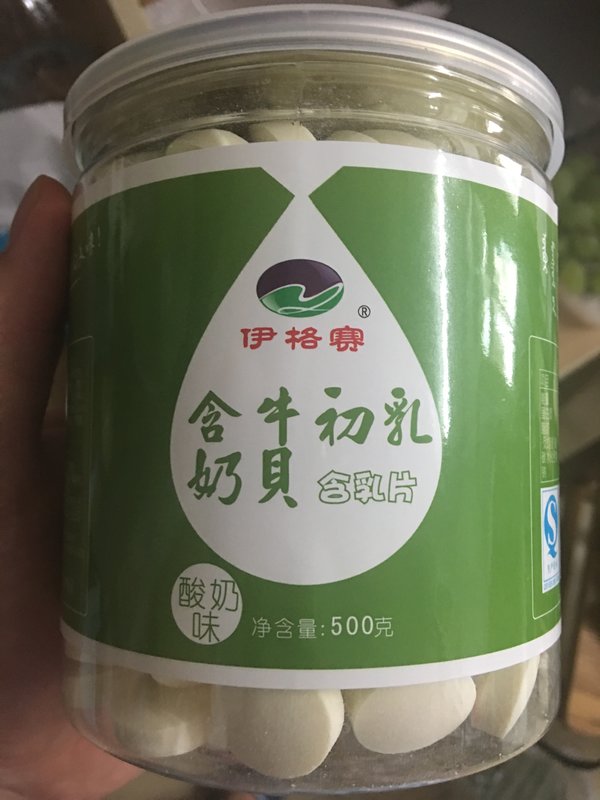 ®
伊格赛
含牛初乳
奶贝 含乳片
酸奶
味
净含量:500克